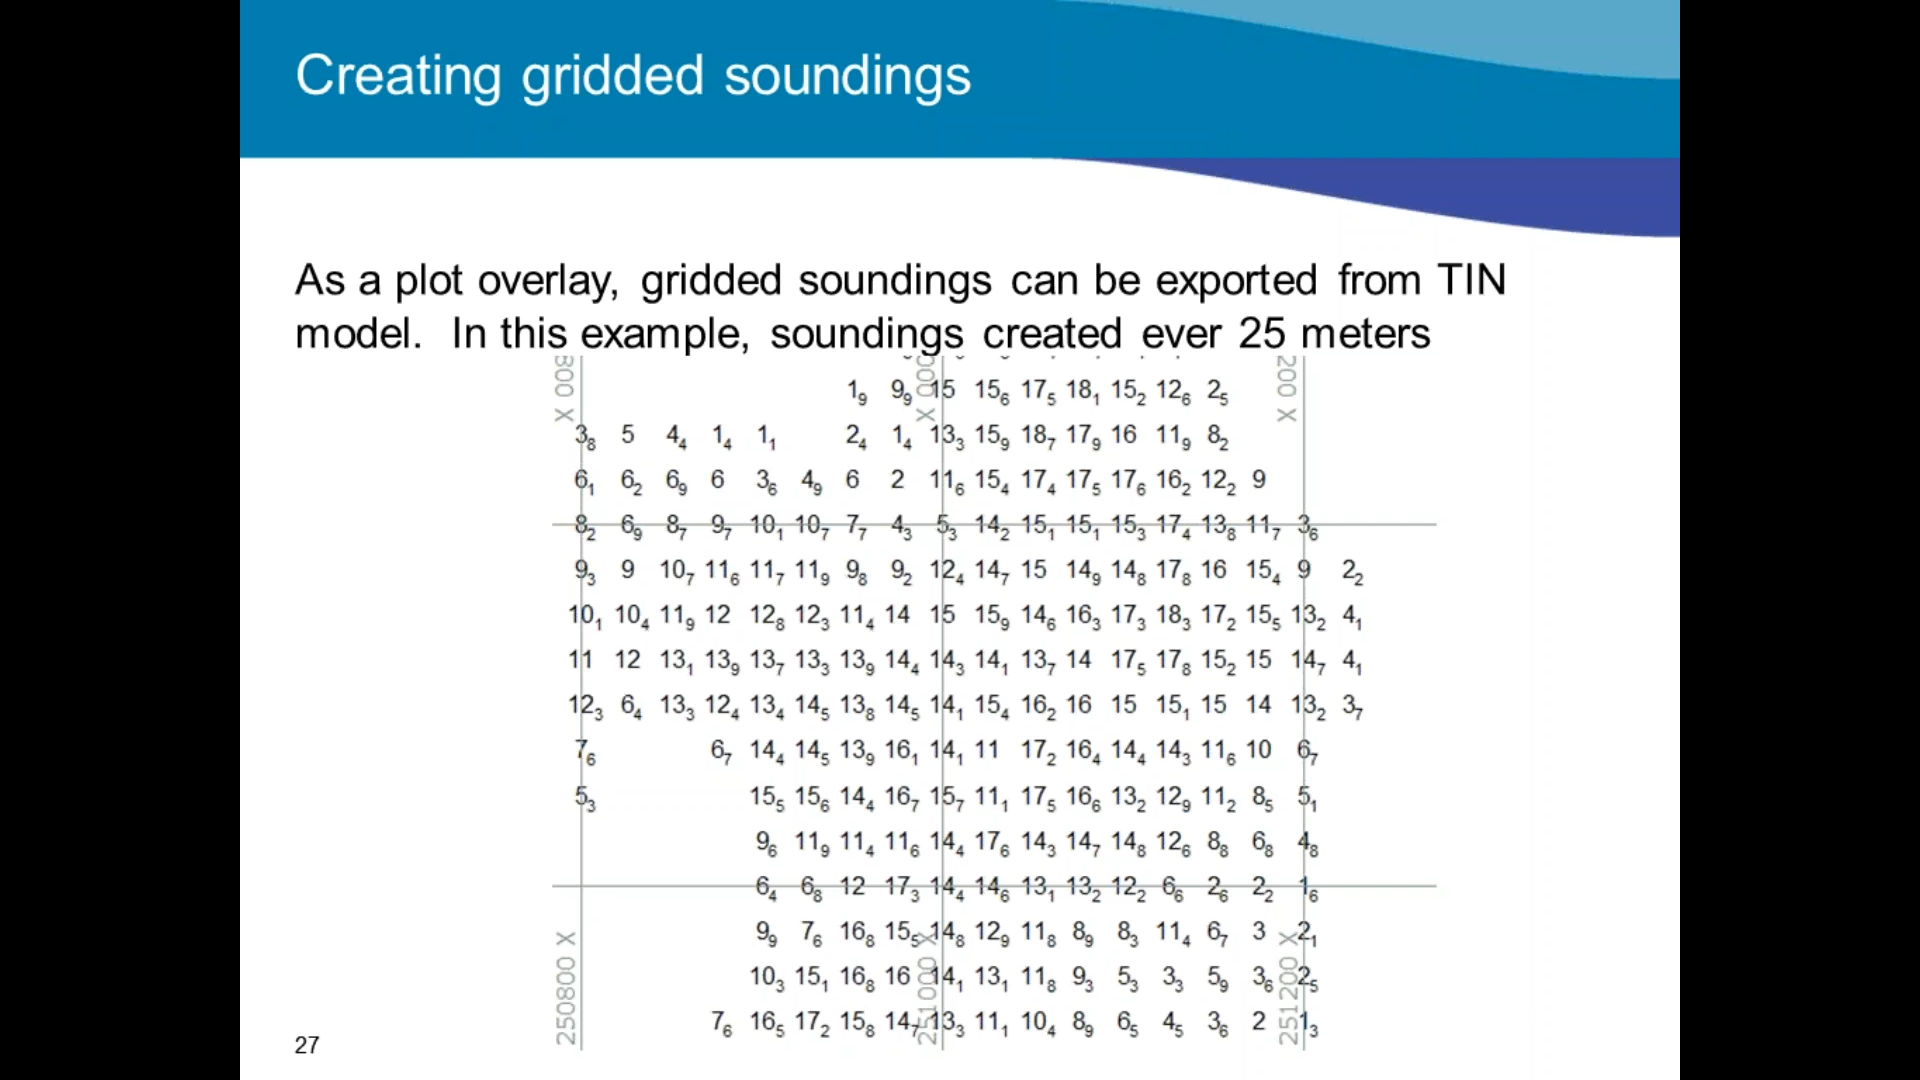 Creating gridded soundings
As a plot overlay, gridded soundings can be exported from TIN
model. In this example, soundings created ever 25 meters
800 X 000 X 200 X
1₉ 9₉ 15 15₆ 17₅ 18₁ 15₂ 12₆ 2₅
3₈ 5 4₄ 1₄ 1₁ 2₄ 1₄ 13₃ 15₉ 18₇ 17₉ 16 11₉ 8₂
6₁ 6₂ 6₉ 6 3₆ 4₉ 6 2 11₆ 15₄ 17₄ 17₅ 17₆ 16₂ 12₂ 9
8₂ 6₉ 8₇ 9₇ 10₁ 10₇ 7₇ 4₃ 5₃ 14₂ 15₁ 15₁ 15₃ 17₄ 13₈ 11₇ 3₆
9₃ 9 10₇ 11₆ 11₇ 11₉ 9₈ 9₂ 12₄ 14₇ 15 14₉ 14₈ 17₈ 16 15₄ 9 2₂
10₁ 10₄ 11₉ 12 12₈ 12₃ 11₄ 14 15 15₉ 14₆ 16₃ 17₃ 18₃ 17₂ 15₅ 13₂ 4₁
11 12 13₁ 13₉ 13₇ 13₃ 13₉ 14₄ 14₃ 14₁ 13₇ 14 17₅ 17₈ 15₂ 15 14₇ 4₁
12₃ 6₄ 13₃ 12₄ 13₄ 14₅ 13₈ 14₅ 14₁ 15₄ 16₂ 16 15 15₁ 15 14 13₂ 3₇
7₆ 6₇ 14₄ 14₅ 13₉ 16₁ 14₁ 11 17₂ 16₄ 14₄ 14₃ 11₆ 10 6₇
5₃ 15₅ 15₆ 14₄ 16₇ 15₇ 11₁ 17₅ 16₆ 13₂ 12₉ 11₂ 8₅ 5₁
9₆ 11₉ 11₄ 11₆ 14₄ 17₆ 14₃ 14₇ 14₈ 12₆ 8₈ 6₈ 4₈
6₄ 6₈ 12 17₃ 14₄ 14₆ 13₁ 13₂ 12₂ 6₆ 2₆ 2₂ 1₆
9₉ 7₆ 16₈ 15₅ 14₈ 12₉ 11₈ 8₉ 8₃ 11₄ 6₇ 3 2₁
10₃ 15₁ 16₈ 16 14₁ 13₁ 11₈ 9₃ 5₃ 3₃ 5₉ 3₆ 2₅
7₆ 16₅ 17₂ 15₈ 14₇ 13₃ 11₁ 10₄ 8₉ 6₅ 4₅ 3₆ 2 1₃
250800 X 251000 X 251200 X
27